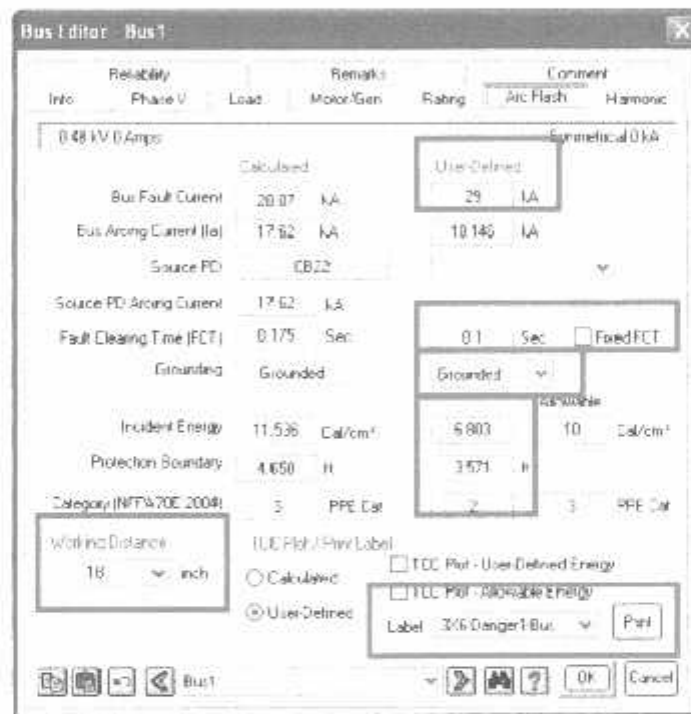 Bus Editor - Bus1
Reliability Remarks Comment
Info Phase V Load Motor/Gen Rating Arc Flash Harmonic
0.48 kV 0 Amps Symmetrical 0 kA
Calculated User-Defined
Bus Fault Current kA 29 kA
Bus Arcing Current (Ia) 17.62 kA kA
Source PD CB22
Source PD Arcing Current 17.62 kA
Fault Clearing Time (FCT) 0.175 Sec 0.1 Sec Fixed FCT
Grounding Grounded Grounded
Allowable
Incident Energy 11.536 Cal/cm² 6.803 10 Cal/cm²
Protection Boundary 4.650 ft 3.571 ft
Category (NFPA 70E 2004) 3 PPE Cat 2 3 PPE Cat
Working Distance TCC Plot / Print Label
18 inch TCC Plot - User-Defined Energy
Calculated TCC Plot - Allowable Energy
User-Defined Label 3X6 Danger1-Bus Print
Bus1 ? OK Cancel